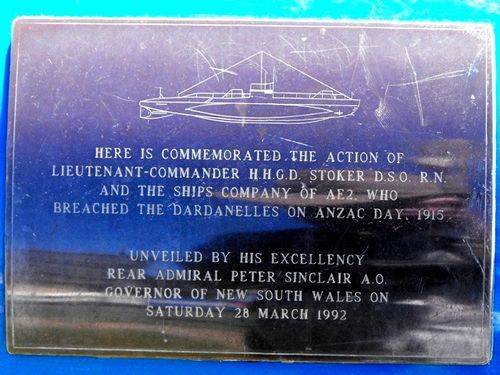 HERE IS COMMEMORATED THE ACTION OF
LIEUTENANT-COMMANDER H.H.G.D. STOKER D.S.O. R.N.
AND THE SHIPS COMPANY OF AE2. WHO
BREACHED THE DARDANELLES ON ANZAC DAY, 1915
UNVEILED BY HIS EXCELLENCY
REAR ADMIRAL PETER SINCLAIR A.O.
GOVERNOR OF NEW SOUTH WALES ON
SATURDAY 28 MARCH 1992